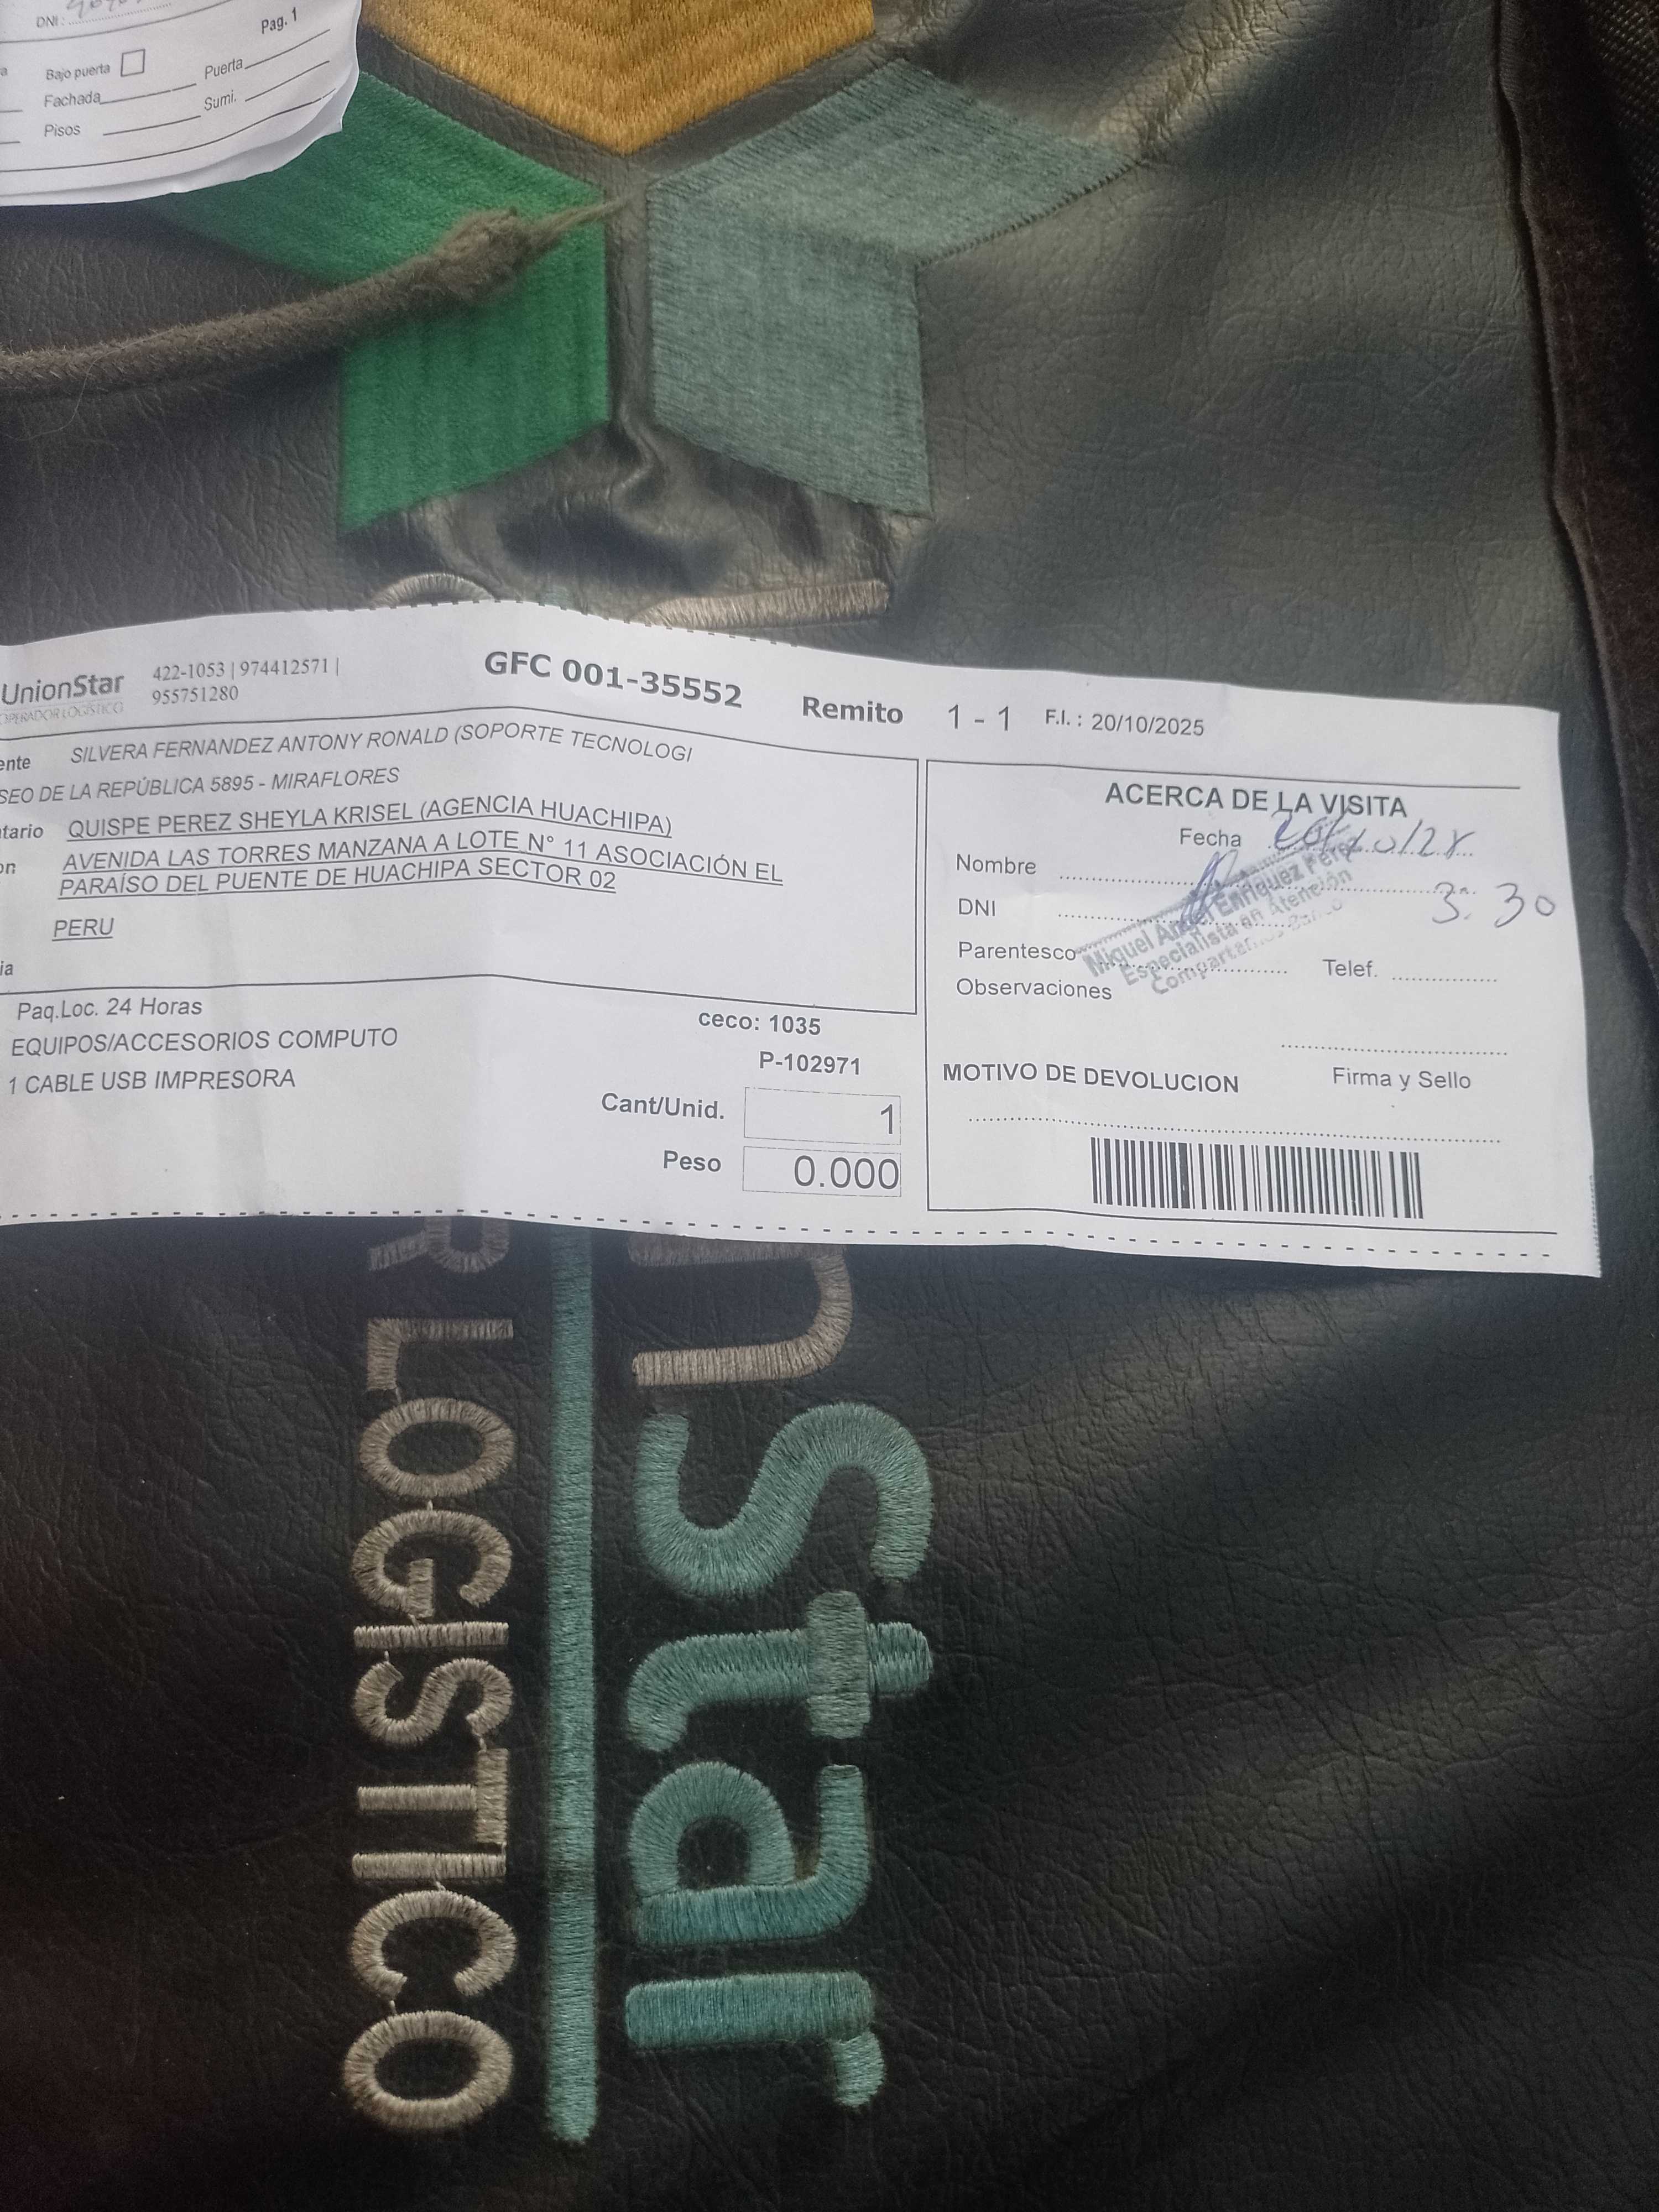 DNI :
Pag. 1
Bajo puerta
Puerta
Fachada
Sumi.
Pisos
UnionStar
OPERADOR LOGÍSTICO
422-1053 | 974412571 |
955751280
GFC 001-35552
Remito 1 - 1 F.I. : 20/10/2025
ente SILVERA FERNANDEZ ANTONY RONALD (SOPORTE TECNOLOGI
SEO DE LA REPÚBLICA 5895 - MIRAFLORES
tario QUISPE PEREZ SHEYLA KRISEL (AGENCIA HUACHIPA)
on AVENIDA LAS TORRES MANZANA A LOTE N° 11 ASOCIACIÓN EL
PARAÍSO DEL PUENTE DE HUACHIPA SECTOR 02
PERU
ia
Paq.Loc. 24 Horas
EQUIPOS/ACCESORIOS COMPUTO
1 CABLE USB IMPRESORA
ceco: 1035
P-102971
Cant/Unid. 1
Peso 0.000
ACERCA DE LA VISITA
Fecha
Nombre
DNI 3. 30
Parentesco
Telef.
Observaciones
Miguel Angel Enriquez Perez
Especialista en Atención
MOTIVO DE DEVOLUCION
Firma y Sello
n Star
R LOGISTICO